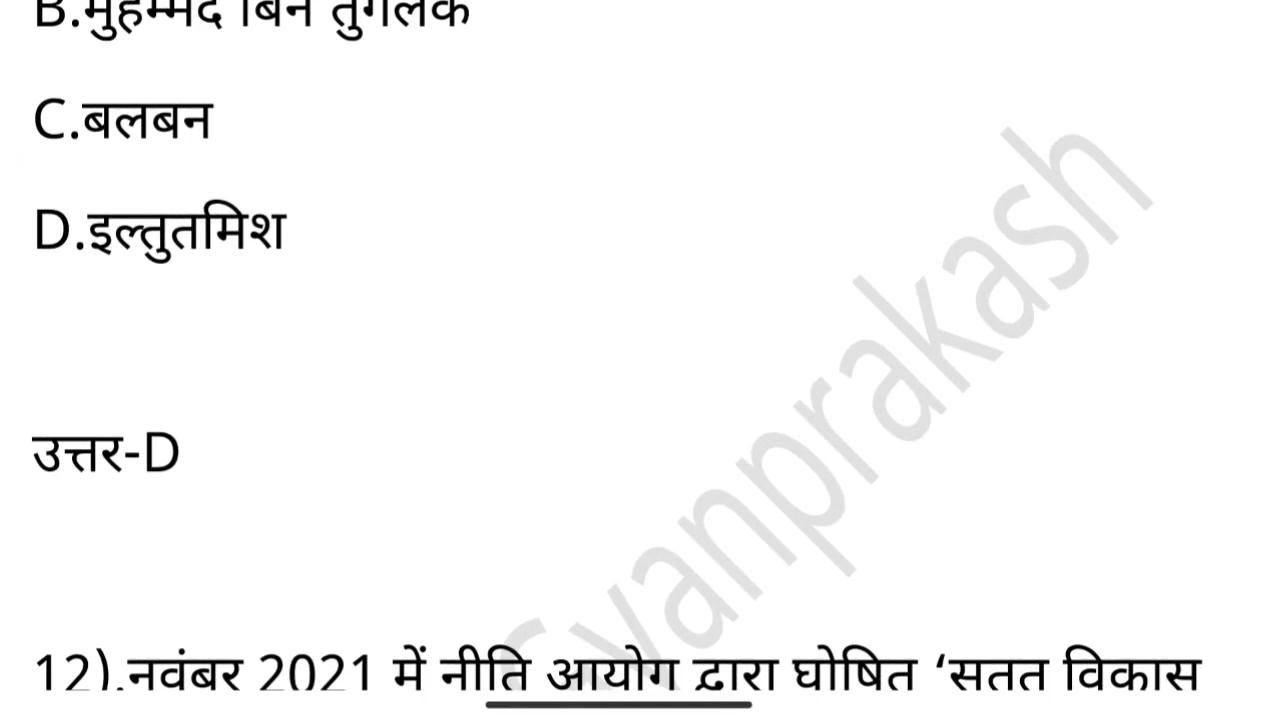 B.मुहम्मद बिन तुगलक
C.बलबन
D.इल्तुतमिश
उत्तर-D
12).नवंबर 2021 में नीति आयोग द्वारा घोषित ‘सतत विकास
Gyanprakash